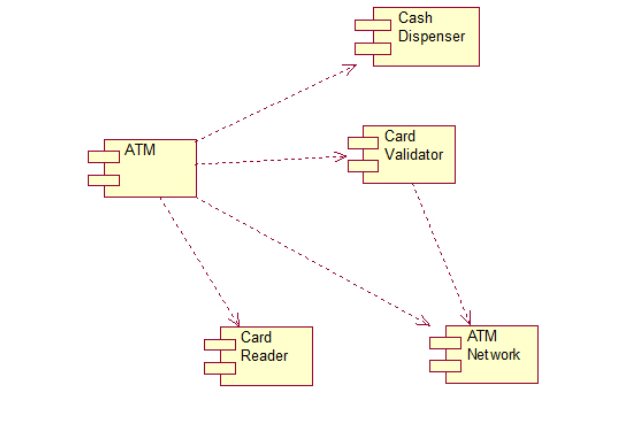 Cash
Dispenser
ATM
Card
Validator
Card
Reader
ATM
Network